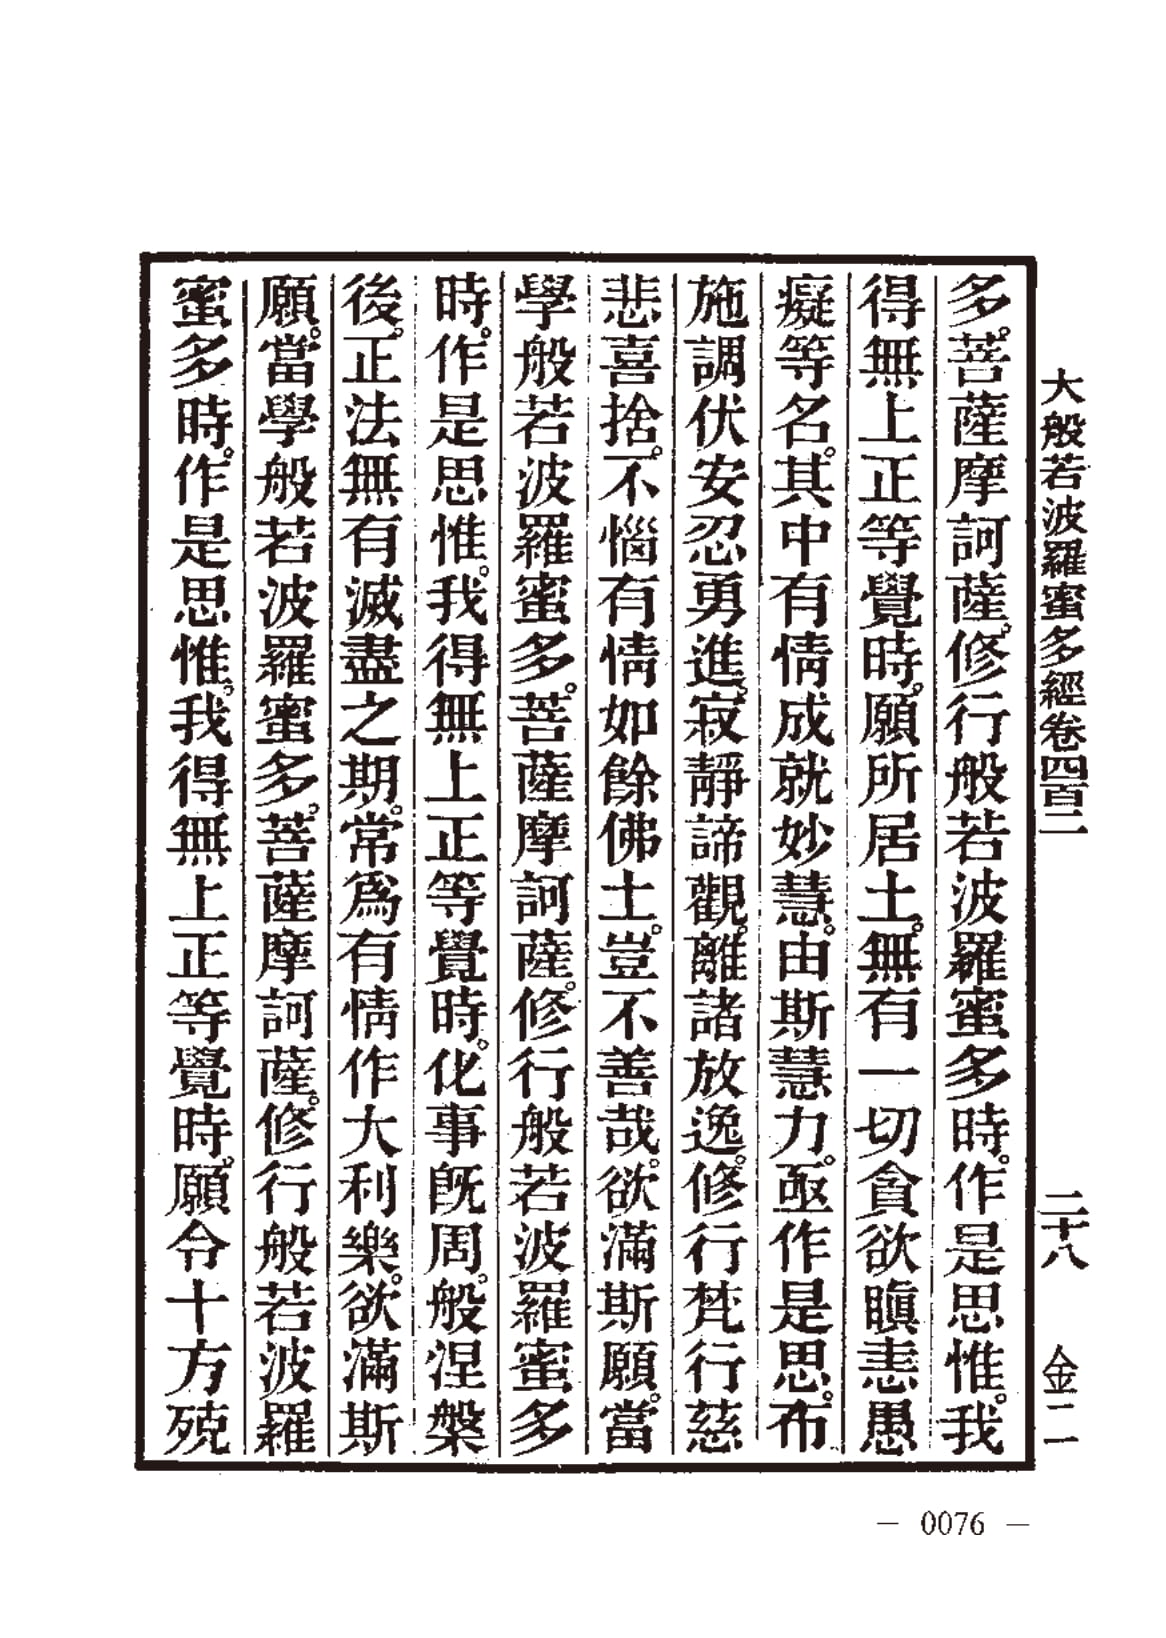 大般若波羅蜜多經卷四百二　二十八　金二
多。菩薩摩訶薩。修行般若波羅蜜多時。作是思惟。我
得無上正等覺時。願所居土。無有一切貪欲瞋恚愚
癡等名。其中有情成就妙慧。由斯慧力。亟作是思。布
施調伏安忍勇進。寂靜諦觀。離諸放逸。修行梵行慈
悲喜捨。不惱有情如餘佛土。豈不善哉。欲滿斯願。當
學般若波羅蜜多。菩薩摩訶薩。修行般若波羅蜜多
時。作是思惟。我得無上正等覺時。化事旣周。般涅槃
後。正法無有滅盡之期。常爲有情作大利樂。欲滿斯
願。當學般若波羅蜜多。菩薩摩訶薩。修行般若波羅
蜜多時。作是思惟。我得無上正等覺時。願令十方殑
— 0076 —